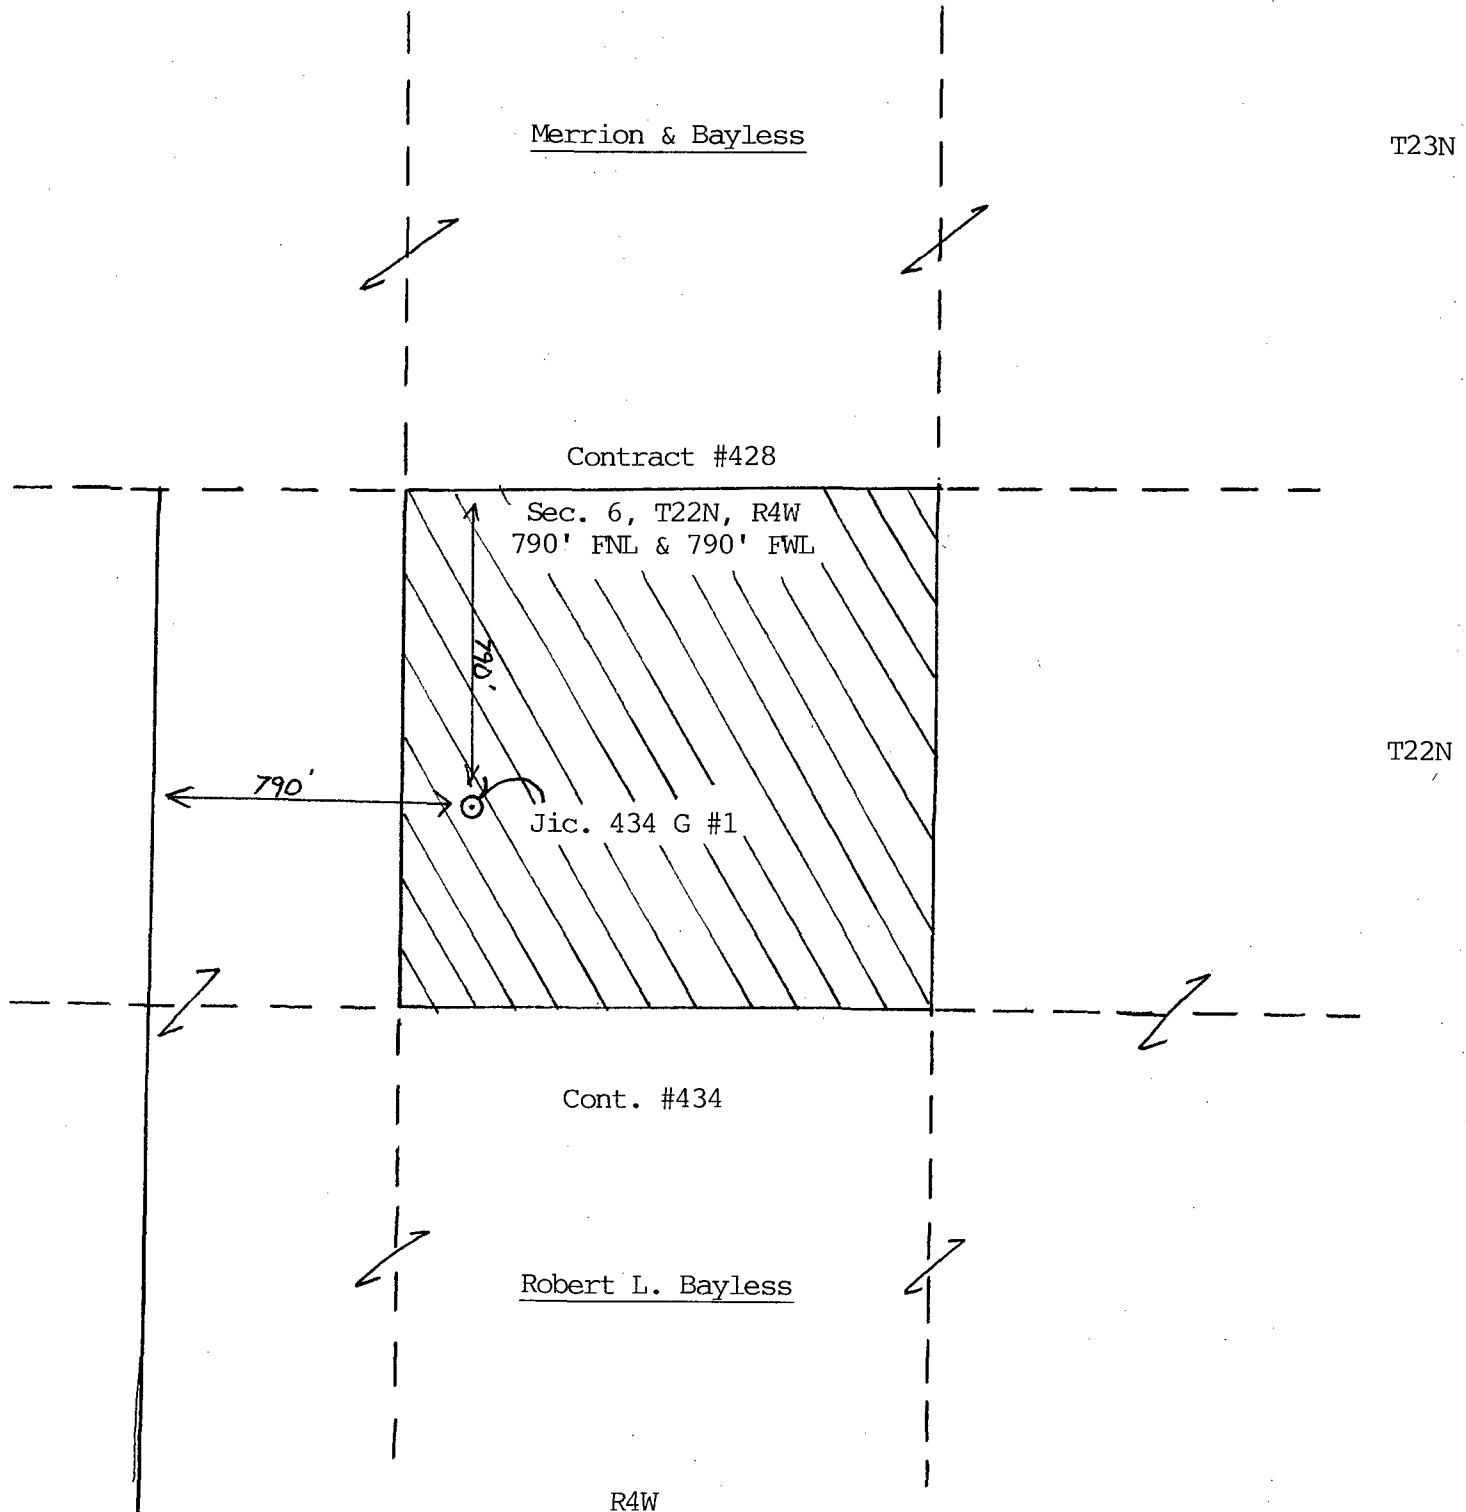 Merrion & Bayless
T23N
Contract #428
Sec. 6, T22N, R4W
790' FNL & 790' FWL
790'
T22N
790'
Jic. 434 G #1
Cont. #434
Robert L. Bayless
R4W